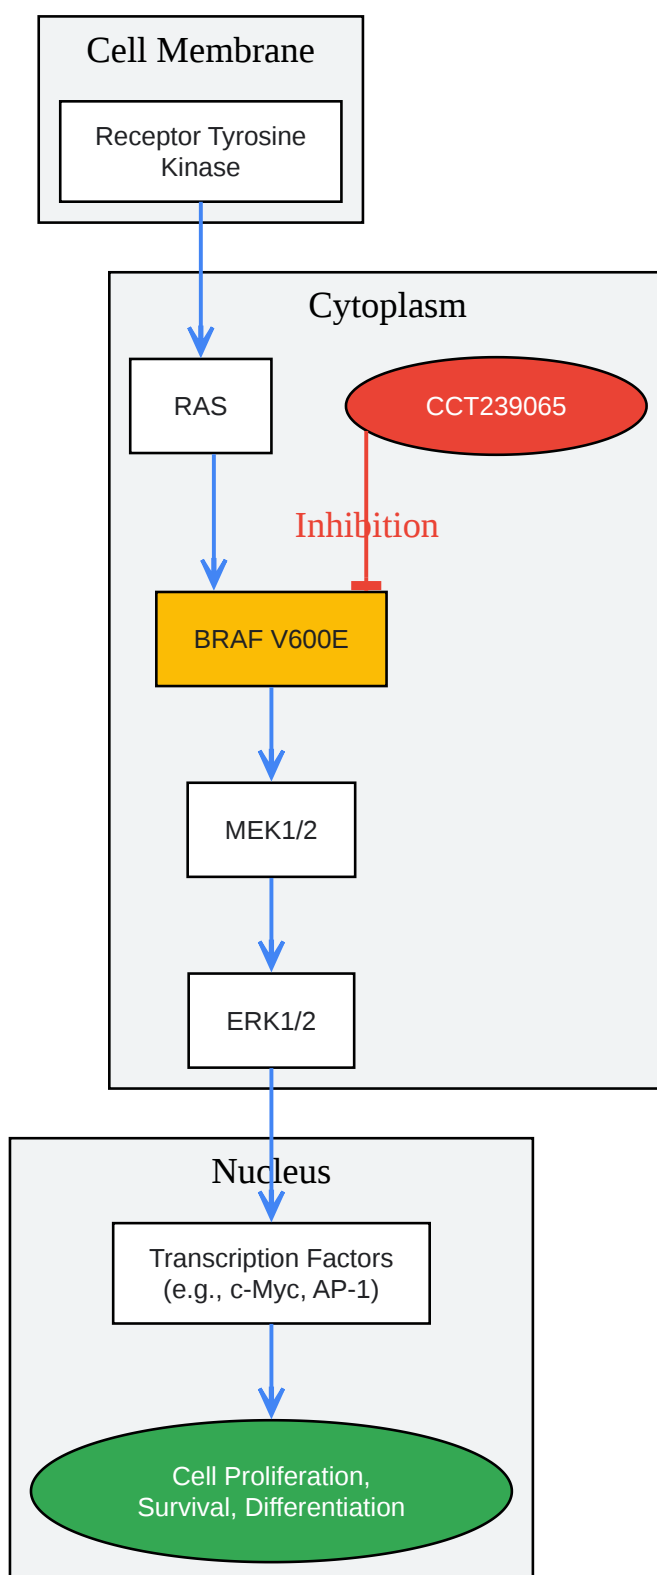 Cell Membrane
Receptor Tyrosine
Kinase
Cytoplasm
RAS
CCT239065
Inhibition
BRAF V600E
MEK1/2
ERK1/2
Nucleus
Transcription Factors
(e.g., c-Myc, AP-1)
Cell Proliferation,
Survival, Differentiation